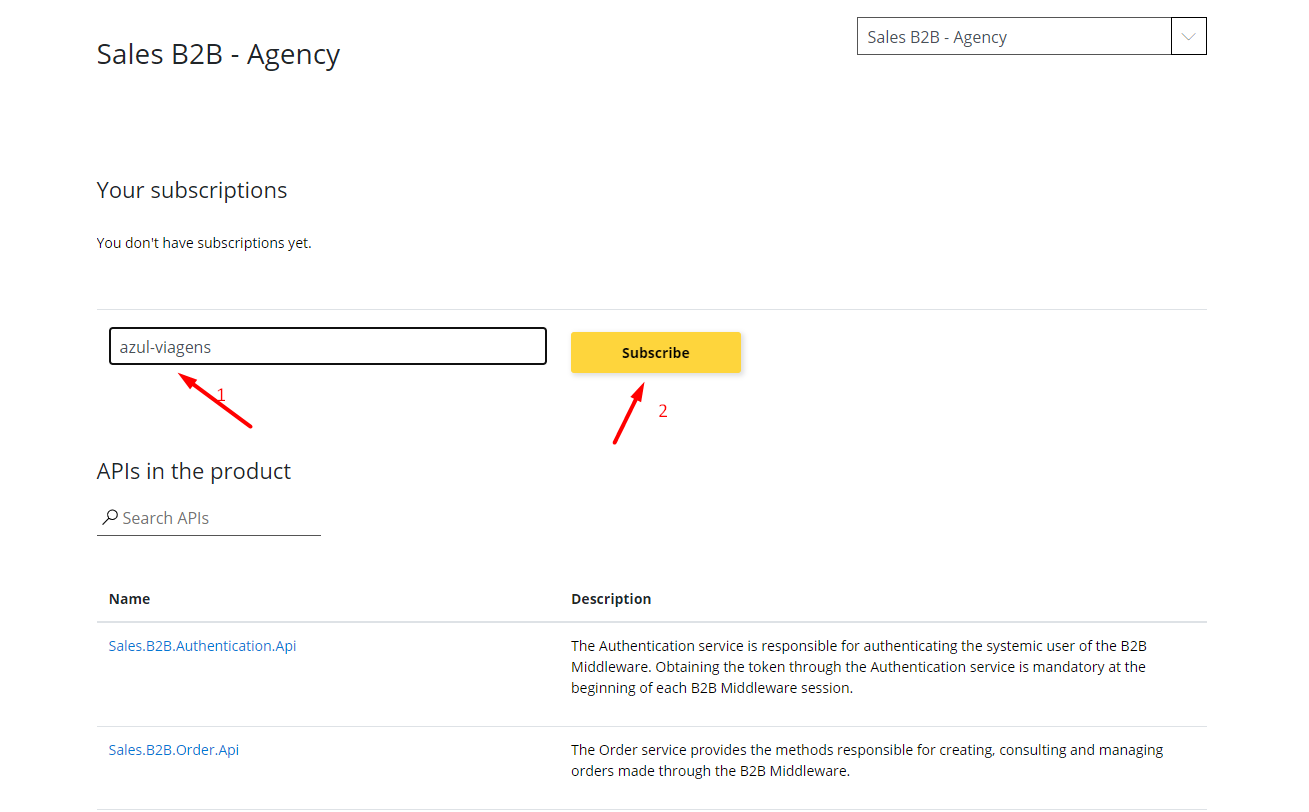 Sales B2B - Agency
Sales B2B - Agency
Your subscriptions
You don't have subscriptions yet.
azul-viagens
Subscribe
1
2
APIs in the product
Search APIs
Name
Description
Sales.B2B.Authentication.Api
The Authentication service is responsible for authenticating the systemic user of the B2B
Middleware. Obtaining the token through the Authentication service is mandatory at the
beginning of each B2B Middleware session.
Sales.B2B.Order.Api
The Order service provides the methods responsible for creating, consulting and managing
orders made through the B2B Middleware.